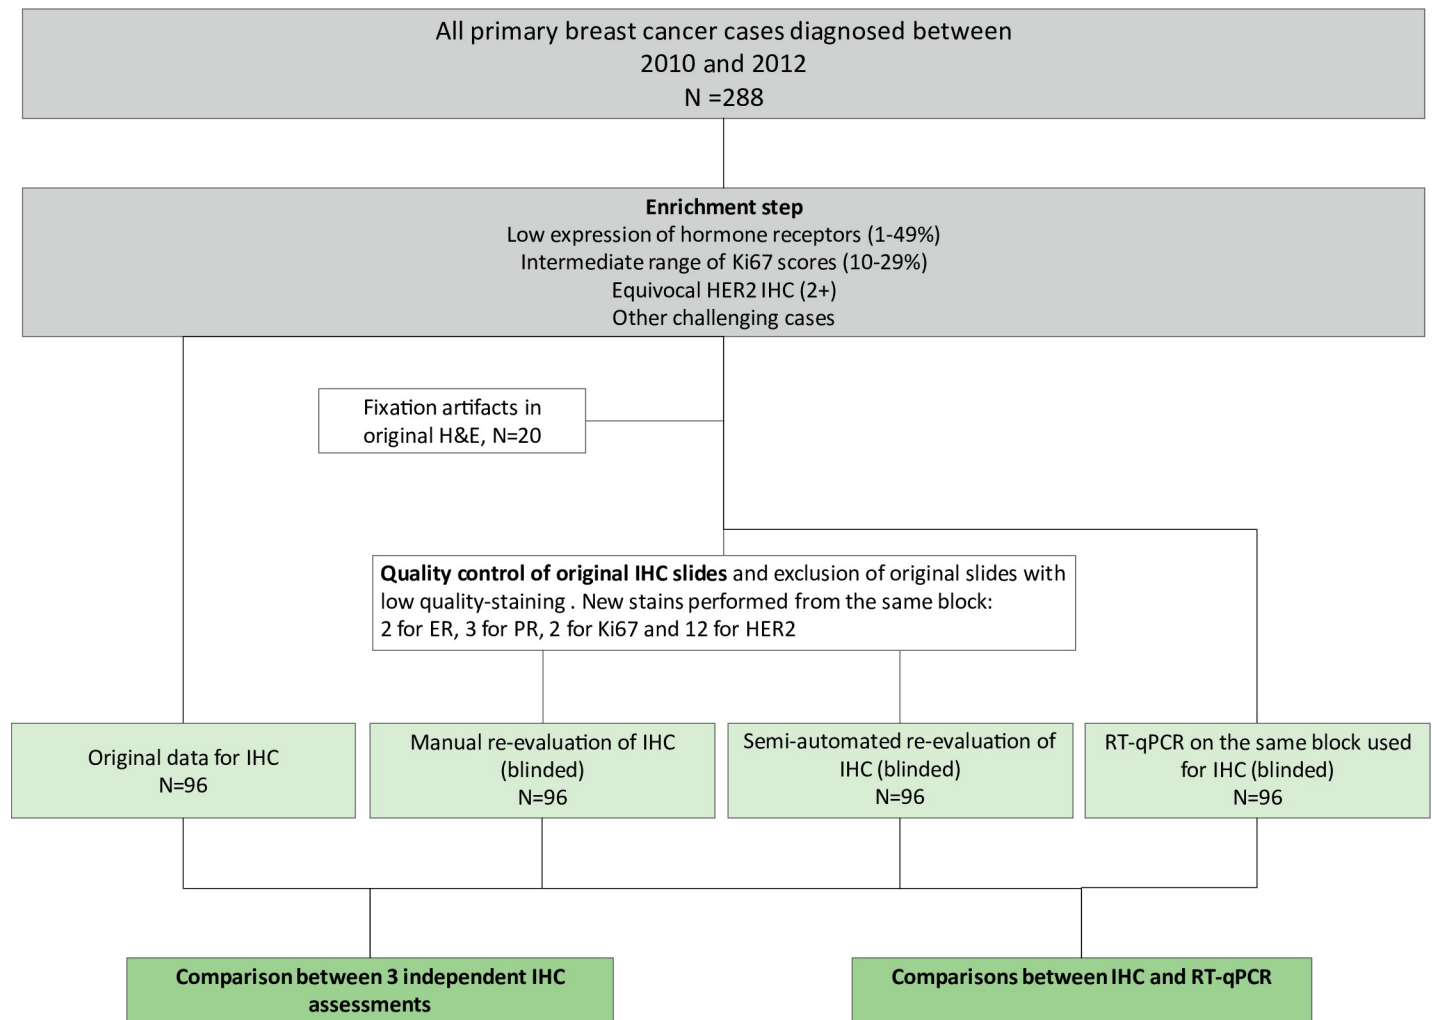 All primary breast cancer cases diagnosed between
2010 and 2012
N =288
Enrichment step
Low expression of hormone receptors (1-49%)
Intermediate range of Ki67 scores (10-29%)
Equivocal HER2 IHC (2+)
Other challenging cases
Fixation artifacts in
original H&E, N=20
Quality control of original IHC slides and exclusion of original slides with
low quality-staining . New stains performed from the same block:
2 for ER, 3 for PR, 2 for Ki67 and 12 for HER2
Original data for IHC
N=96
Manual re-evaluation of IHC
(blinded)
N=96
Semi-automated re-evaluation of
IHC (blinded)
N=96
RT-qPCR on the same block used
for IHC (blinded)
N=96
Comparison between 3 independent IHC
assessments
Comparisons between IHC and RT-qPCR